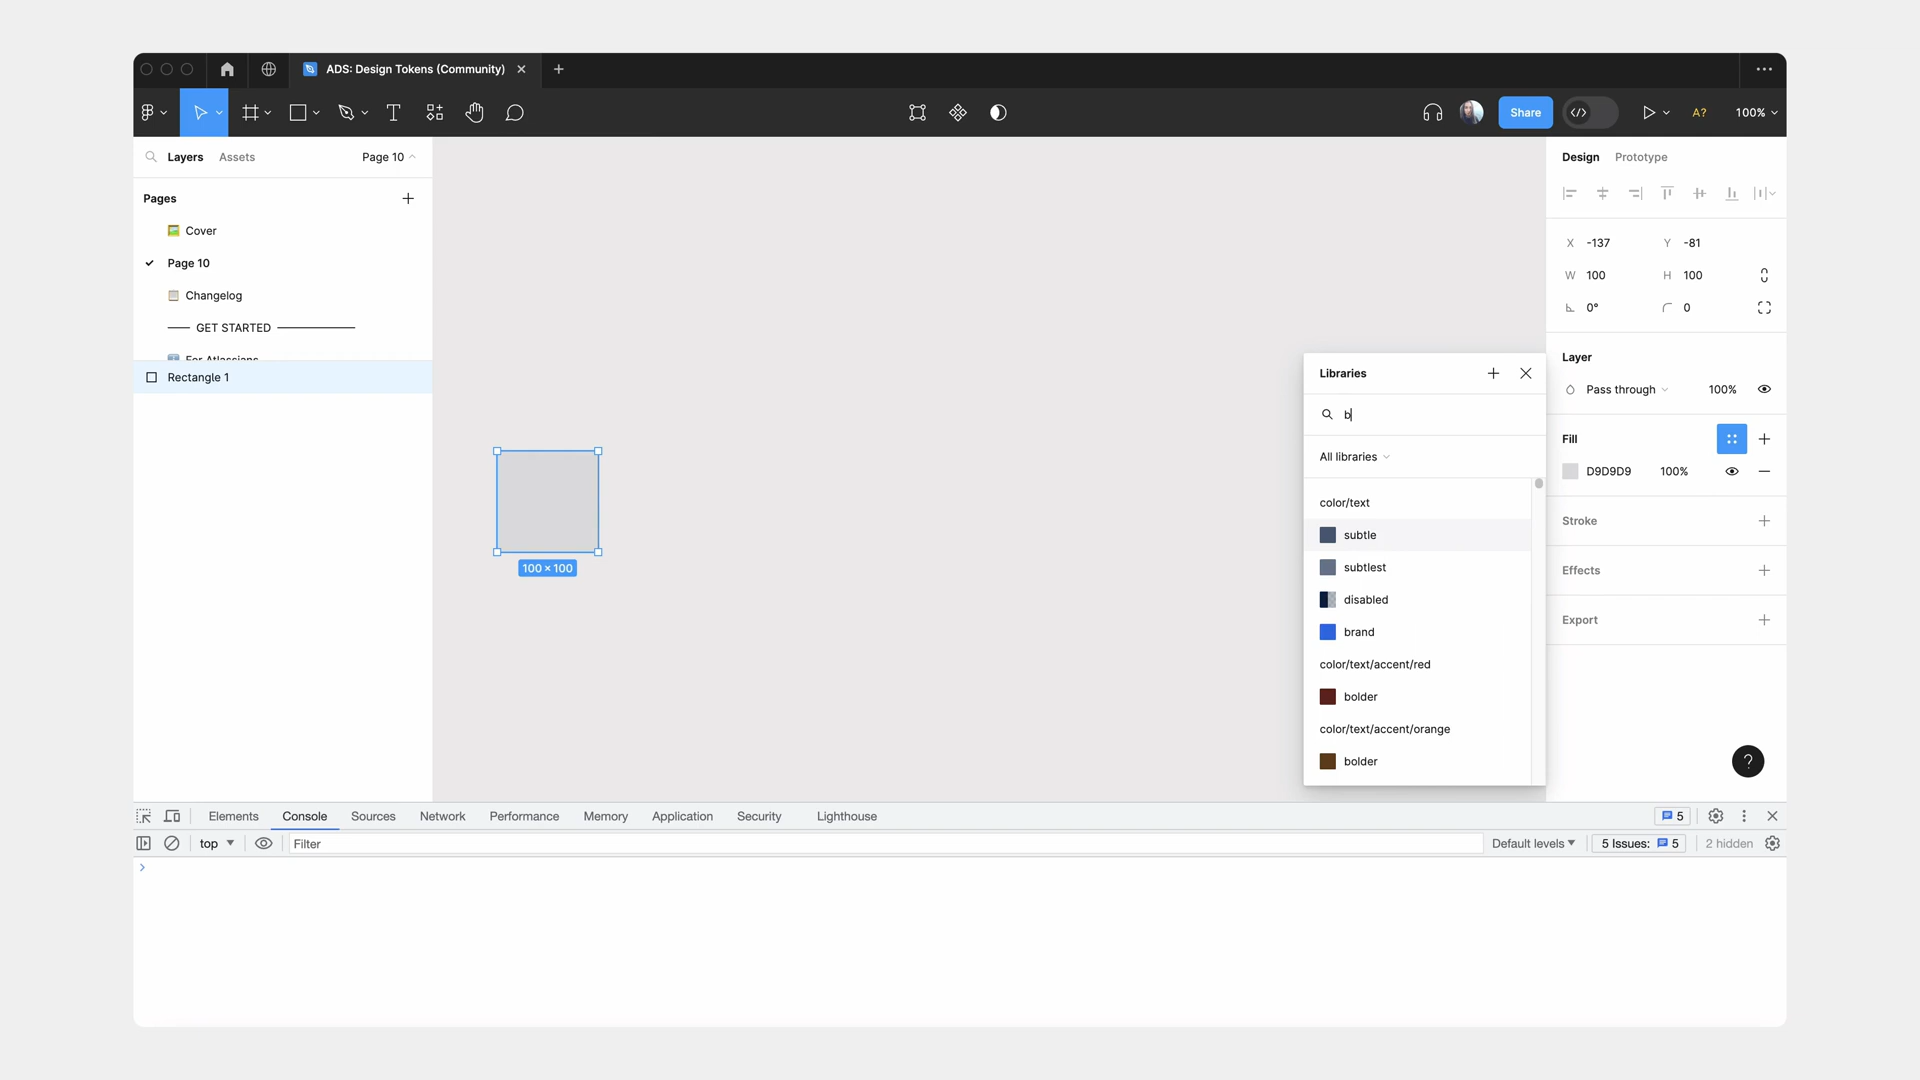 ADS: Design Tokens (Community)
Share
A?
100%
Layers
Assets
Page 10
Pages
Cover
Page 10
Changelog
GET STARTED
For Atlassians
Rectangle 1
100 × 100
Libraries
b
All libraries
color/text
subtle
subtlest
disabled
brand
color/text/accent/red
bolder
color/text/accent/orange
bolder
Design
Prototype
X -137
Y -81
W 100
H 100
0°
0
Layer
Pass through
100%
Fill
D9D9D9
100%
Stroke
Effects
Export
?
Elements
Console
Sources
Network
Performance
Memory
Application
Security
Lighthouse
5
top
Filter
Default levels
5 Issues: 5
2 hidden